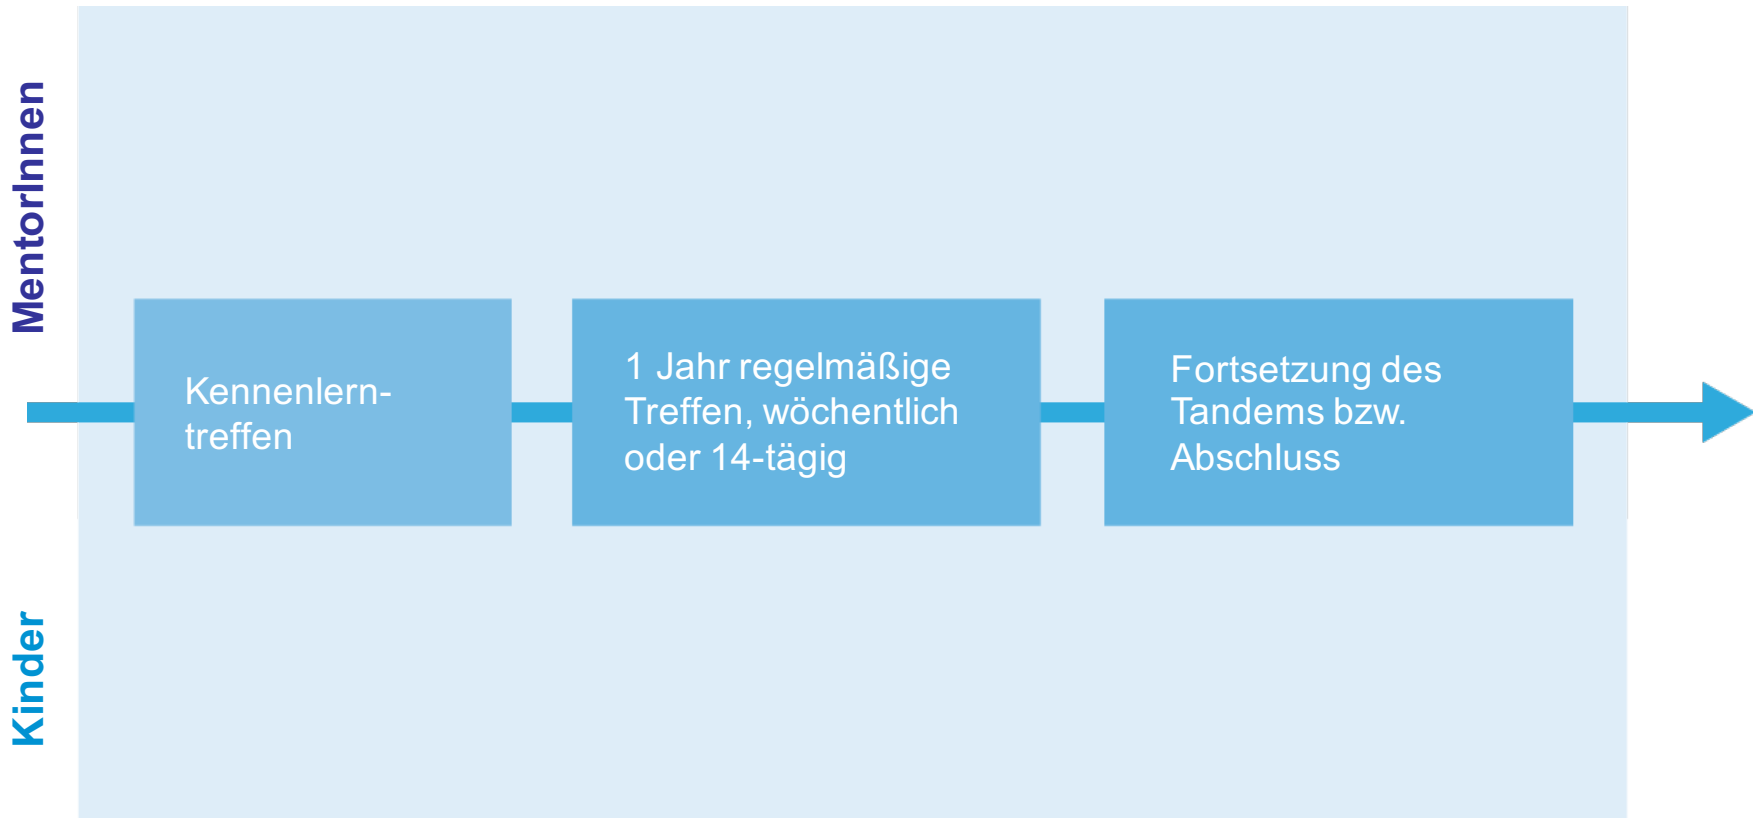 MentorInnen
Kennenlern-
treffen
1 Jahr regelmäßige
Treffen, wöchentlich
oder 14-tägig
Fortsetzung des
Tandems bzw.
Abschluss
Kinder